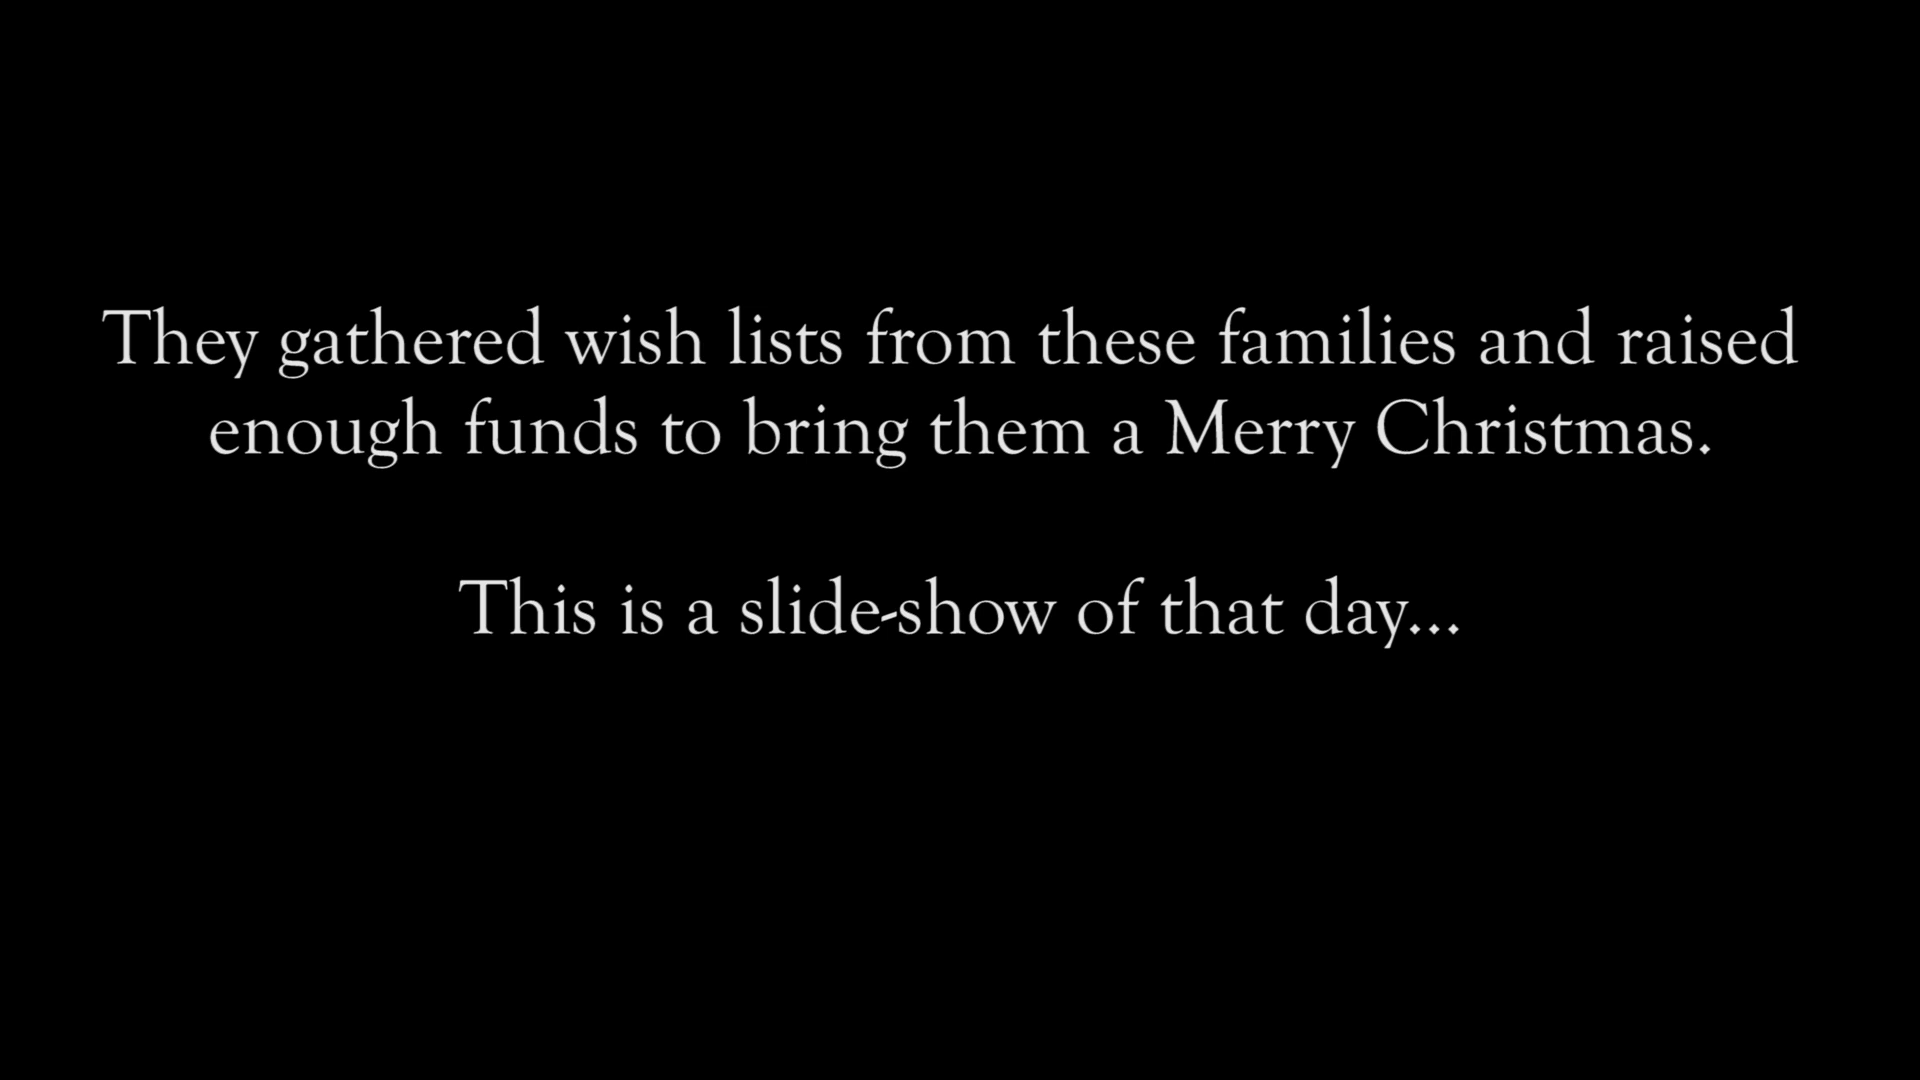 They gathered wish lists from these families and raised
enough funds to bring them a Merry Christmas.
This is a slide-show of that day...